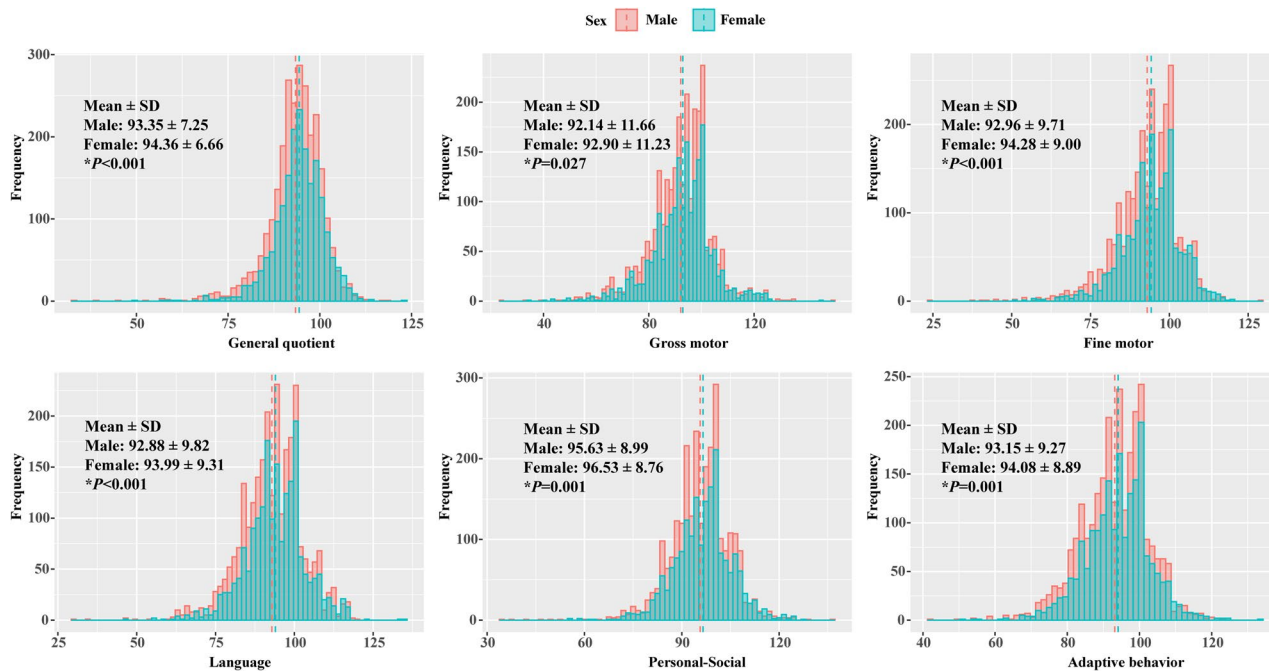 Sex Male Female
300
200
100
0
Frequency
Mean ± SD
Male: 93.35 ± 7.25
Female: 94.36 ± 6.66
*P<0.001
50 75 100 125
General quotient
200
150
100
50
0
Frequency
Mean ± SD
Male: 92.14 ± 11.66
Female: 92.90 ± 11.23
*P=0.027
40 80 120
Gross motor
200
100
0
Frequency
Mean ± SD
Male: 92.96 ± 9.71
Female: 94.28 ± 9.00
*P<0.001
25 50 75 100 125
Fine motor
200
150
100
50
0
Frequency
Mean ± SD
Male: 92.88 ± 9.82
Female: 93.99 ± 9.31
*P<0.001
25 50 75 100 125
Language
300
200
100
0
Frequency
Mean ± SD
Male: 95.63 ± 8.99
Female: 96.53 ± 8.76
*P=0.001
30 60 90 120
Personal-Social
250
200
150
100
50
0
Frequency
Mean ± SD
Male: 93.15 ± 9.27
Female: 94.08 ± 8.89
*P=0.001
40 60 80 100 120
Adaptive behavior